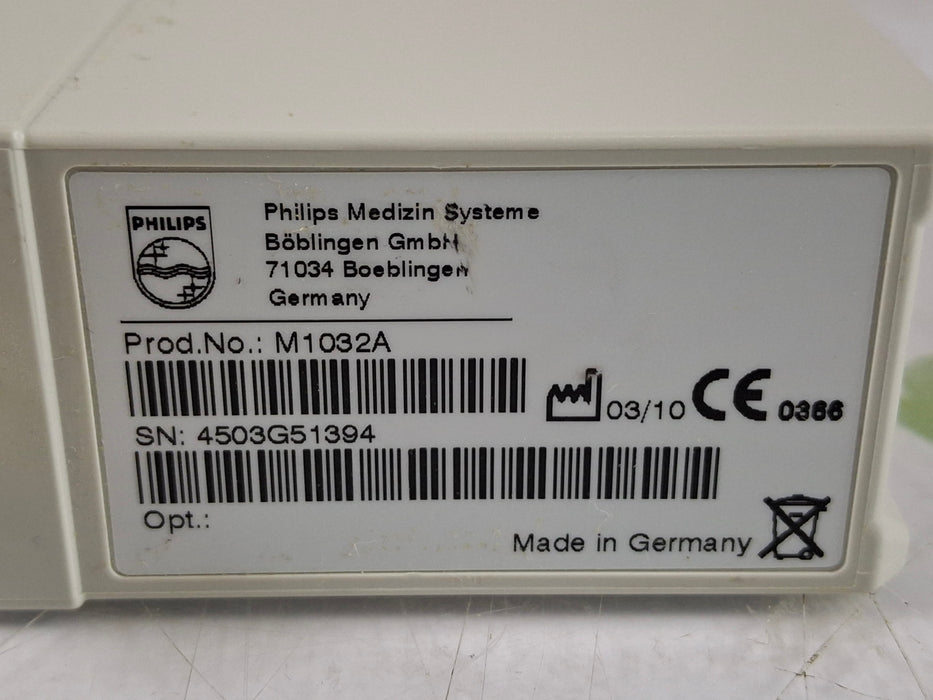 PHILIPS
Philips Medizin Systeme
Böblingen GmbH
71034 Boeblingen
Germany
Prod.No.: M1032A
03/10 CE 0366
SN: 4503G51394
Opt.:
Made in Germany